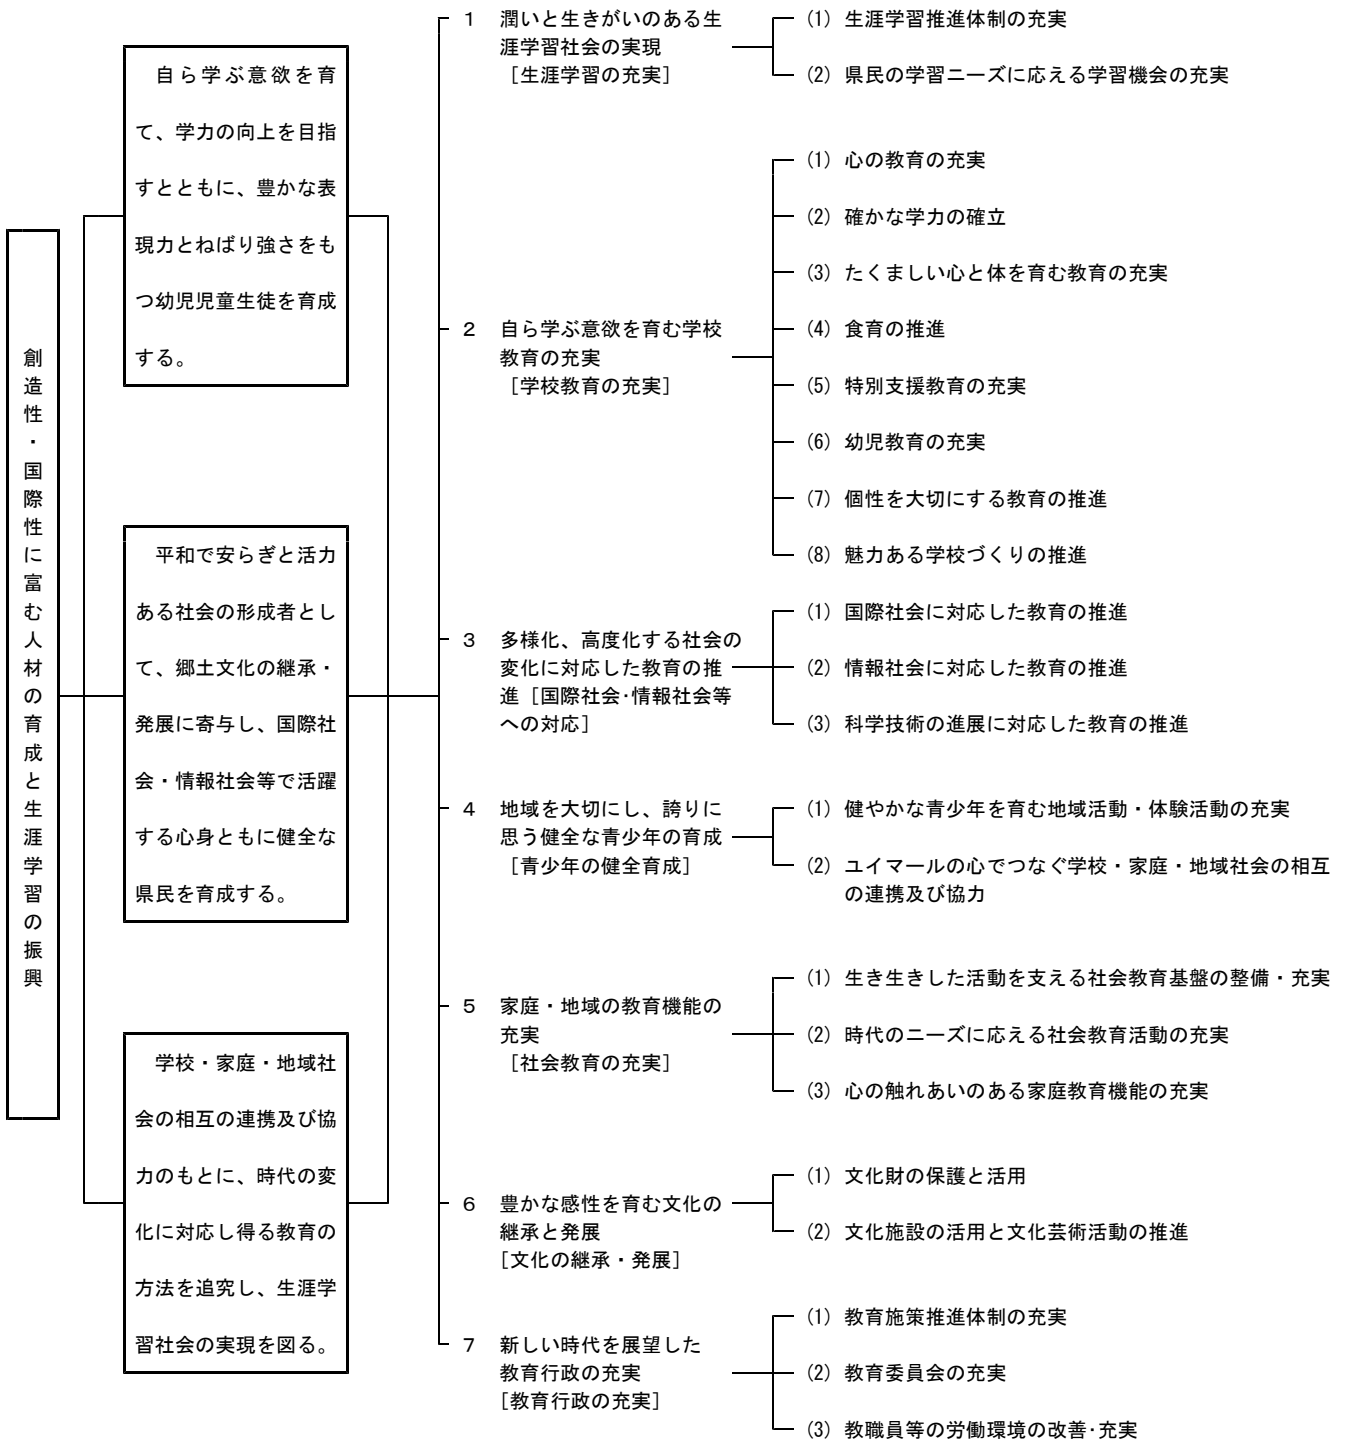 創造性・国際性に富む人材の育成と生涯学習の振興
自ら学ぶ意欲を育
て、学力の向上を目指
すとともに、豊かな表
現力とねばり強さをも
つ幼児児童生徒を育成
する。
平和で安らぎと活力
ある社会の形成者とし
て、郷土文化の継承・
発展に寄与し、国際社
会・情報社会等で活躍
する心身ともに健全な
県民を育成する。
学校・家庭・地域社
会の相互の連携及び協
力のもとに、時代の変
化に対応し得る教育の
方法を追究し、生涯学
習社会の実現を図る。
1 潤いと生きがいのある生
涯学習社会の実現
［生涯学習の充実］
(1) 生涯学習推進体制の充実
(2) 県民の学習ニーズに応える学習機会の充実
2 自ら学ぶ意欲を育む学校
教育の充実
［学校教育の充実］
(1) 心の教育の充実
(2) 確かな学力の確立
(3) たくましい心と体を育む教育の充実
(4) 食育の推進
(5) 特別支援教育の充実
(6) 幼児教育の充実
(7) 個性を大切にする教育の推進
(8) 魅力ある学校づくりの推進
3 多様化、高度化する社会の
変化に対応した教育の推
進［国際社会･情報社会等
への対応］
(1) 国際社会に対応した教育の推進
(2) 情報社会に対応した教育の推進
(3) 科学技術の進展に対応した教育の推進
4 地域を大切にし、誇りに
思う健全な青少年の育成
［青少年の健全育成］
(1) 健やかな青少年を育む地域活動・体験活動の充実
(2) ユイマールの心でつなぐ学校・家庭・地域社会の相互
の連携及び協力
5 家庭・地域の教育機能の
充実
［社会教育の充実］
(1) 生き生きした活動を支える社会教育基盤の整備・充実
(2) 時代のニーズに応える社会教育活動の充実
(3) 心の触れあいのある家庭教育機能の充実
6 豊かな感性を育む文化の
継承と発展
［文化の継承・発展］
(1) 文化財の保護と活用
(2) 文化施設の活用と文化芸術活動の推進
7 新しい時代を展望した
教育行政の充実
［教育行政の充実］
(1) 教育施策推進体制の充実
(2) 教育委員会の充実
(3) 教職員等の労働環境の改善･充実